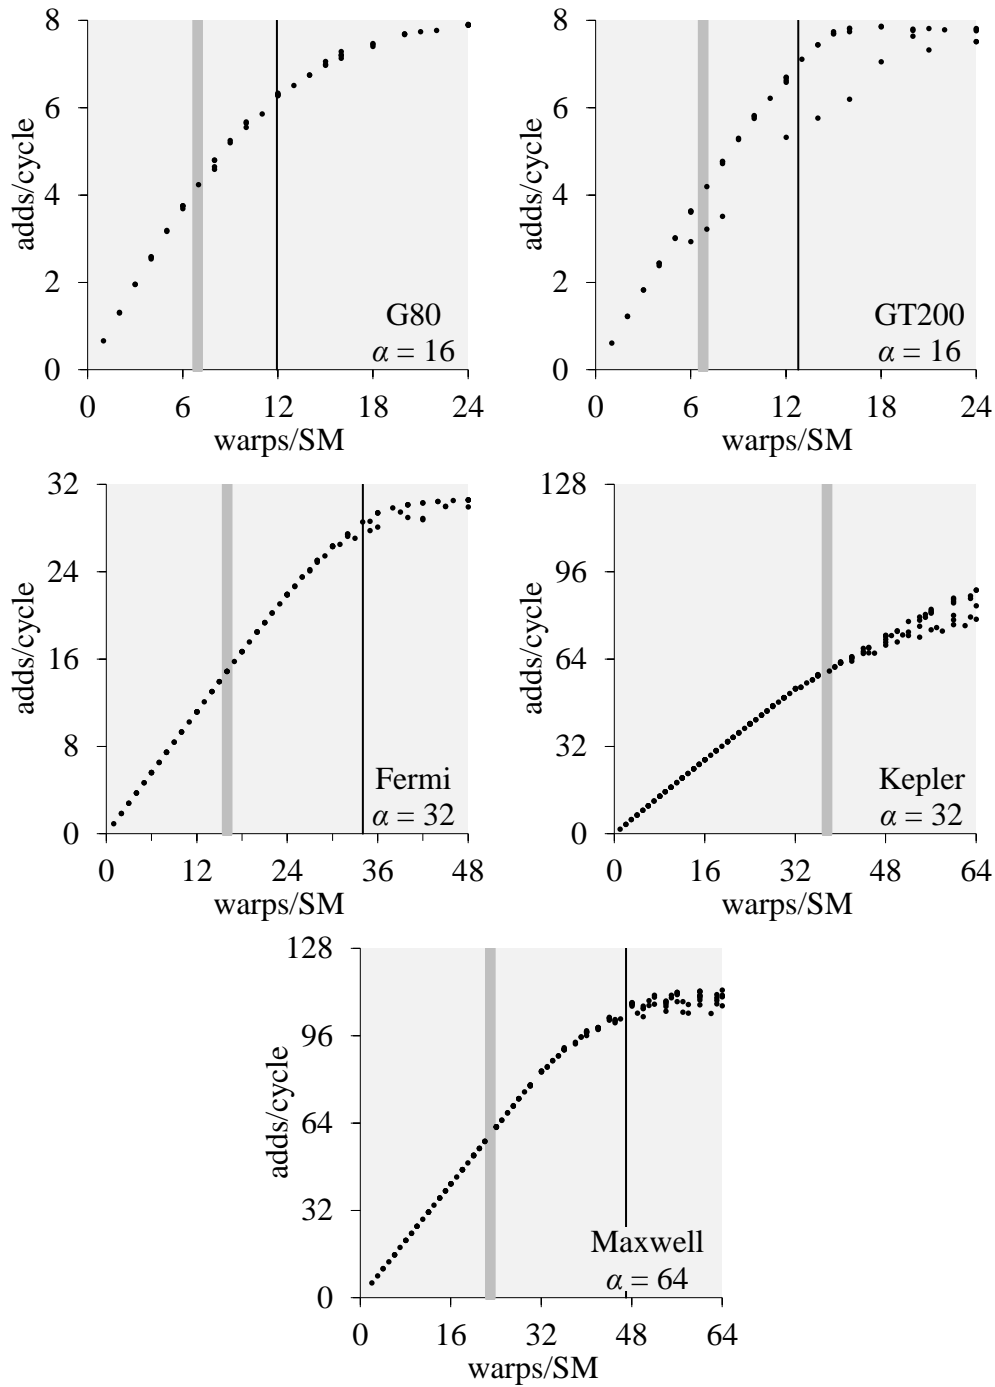 8
6
4
2
0
adds/cycle
G80
α = 16
0 6 12 18 24
warps/SM
8
6
4
2
0
adds/cycle
GT200
α = 16
0 6 12 18 24
warps/SM
32
24
16
8
0
adds/cycle
Fermi
α = 32
0 12 24 36 48
warps/SM
128
96
64
32
0
adds/cycle
Kepler
α = 32
0 16 32 48 64
warps/SM
128
96
64
32
0
adds/cycle
Maxwell
α = 64
0 16 32 48 64
warps/SM